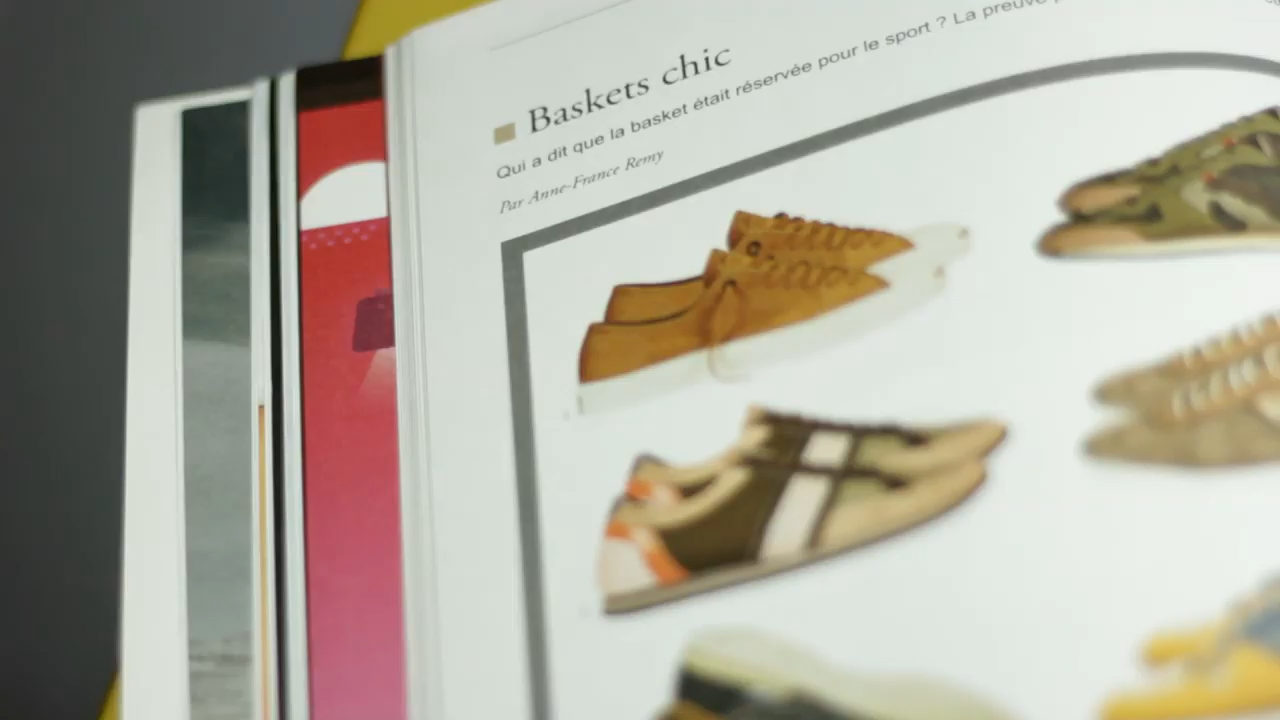 Baskets chic
Qui a dit que la basket était réservée pour le sport ? La preuve
Par Anne-France Remy